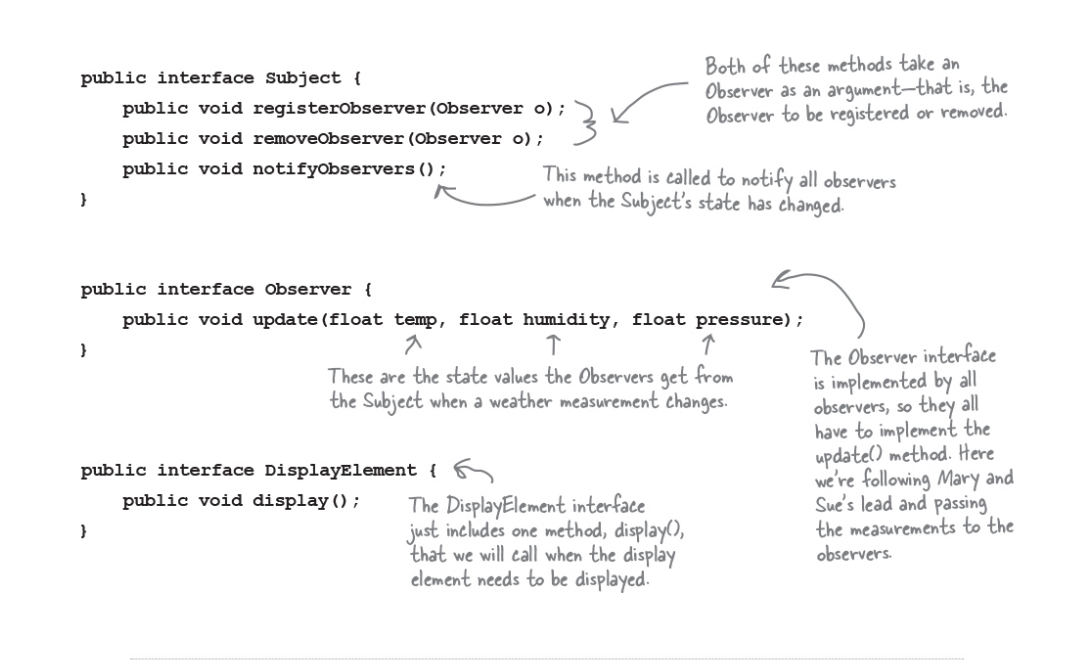 public interface Subject {
public void registerObserver(Observer o);
public void removeObserver(Observer o);
public void notifyObservers();
}
Both of these methods take an
Observer as an argument—that is, the
Observer to be registered or removed.
This method is called to notify all observers
when the Subject's state has changed.
public interface Observer {
public void update(float temp, float humidity, float pressure);
}
These are the state values the Observers get from
the Subject when a weather measurement changes.
The Observer interface
is implemented by all
observers, so they all
have to implement the
update() method. Here
we're following Mary and
Sue's lead and passing
the measurements to the
observers.
public interface DisplayElement {
public void display();
}
The DisplayElement interface
just includes one method, display(),
that we will call when the display
element needs to be displayed.